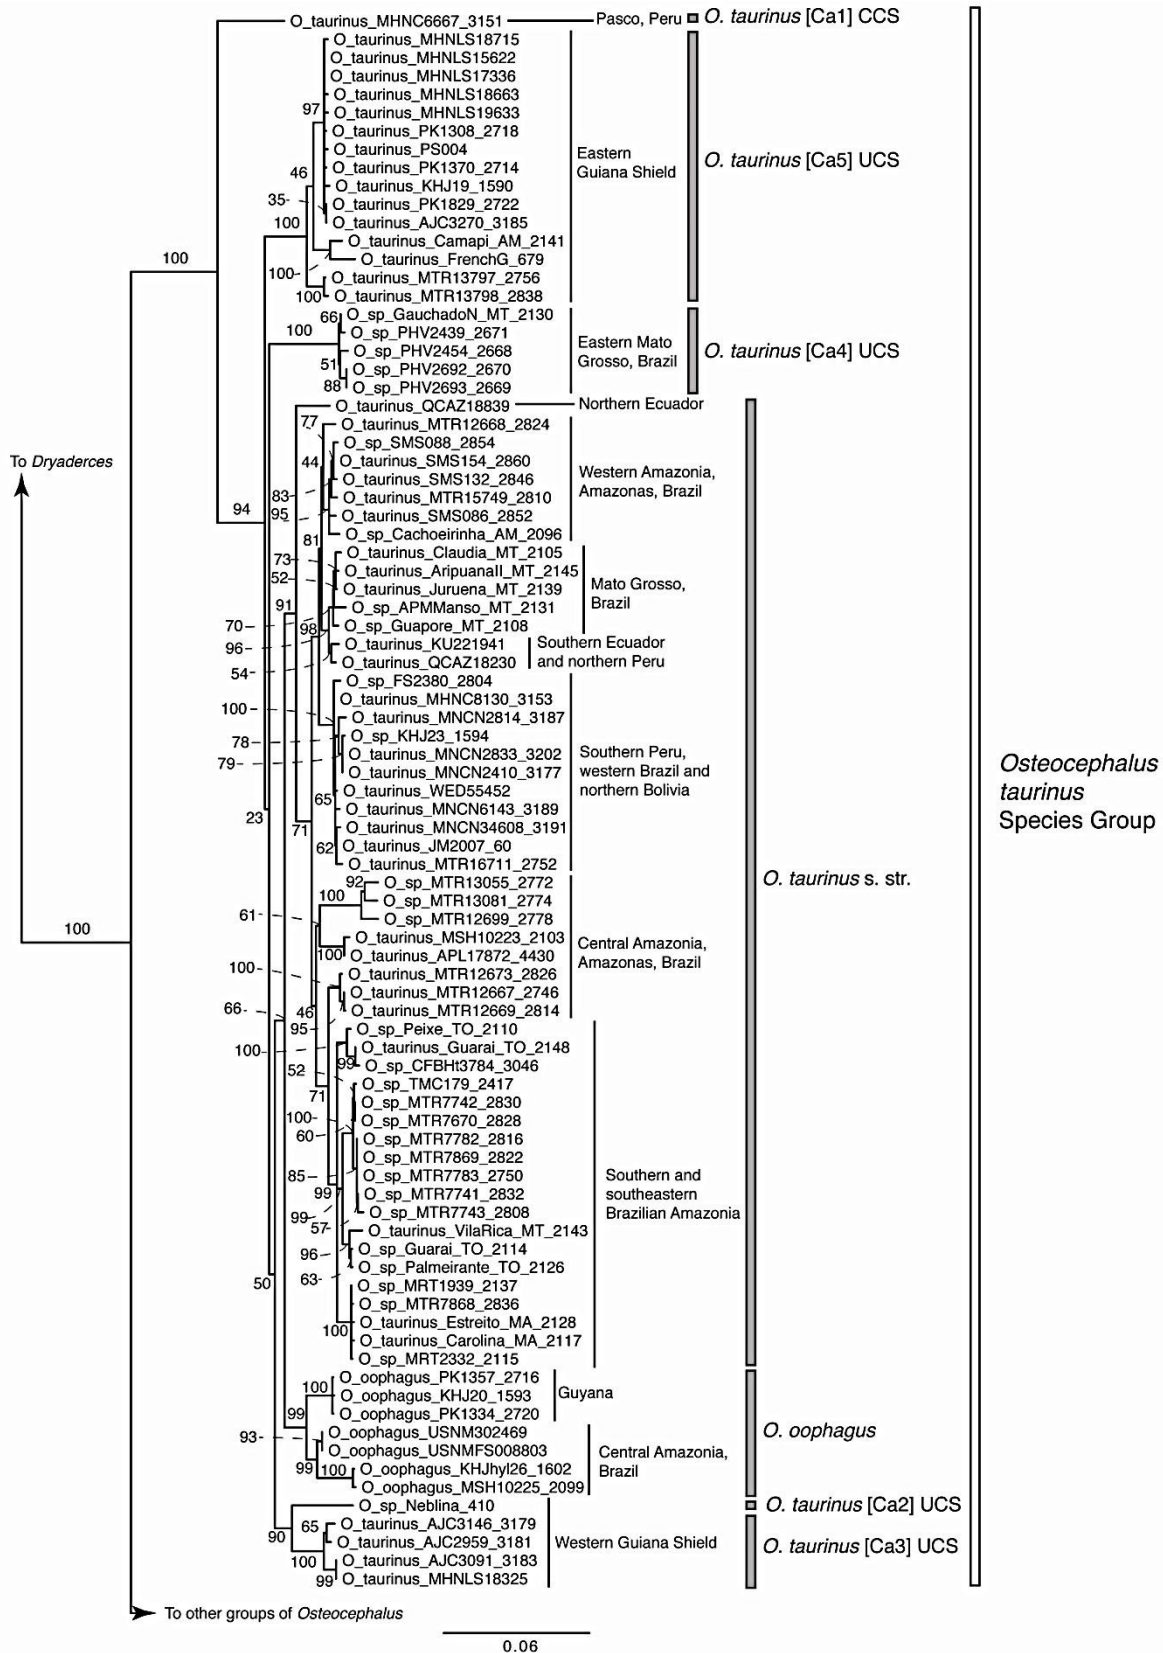 O_taurinus_MHNC6667_3151
Pasco, Peru
O. taurinus [Ca1] CCS
O_taurinus_MHNLS18715
O_taurinus_MHNLS15622
O_taurinus_MHNLS17336
O_taurinus_MHNLS18663
O_taurinus_MHNLS19633
O_taurinus_PK1308_2718
O_taurinus_PS004
O_taurinus_PK1370_2714
O_taurinus_KHJ19_1590
O_taurinus_PK1829_2722
O_taurinus_AJC3270_3185
O_taurinus_Camapi_AM_2141
O_taurinus_FrenchG_679
O_taurinus_MTR13797_2756
O_taurinus_MTR13798_2838
97
46
35
100
100
100
100
Eastern
Guiana Shield
O. taurinus [Ca5] UCS
O_sp_GauchadoN_MT_2130
O_sp_PHV2439_2671
O_sp_PHV2454_2668
O_sp_PHV2692_2670
O_sp_PHV2693_2669
66
100
51
88
Eastern Mato
Grosso, Brazil
O. taurinus [Ca4] UCS
O_taurinus_QCAZ18839
Northern Ecuador
O_taurinus_MTR12668_2824
O_sp_SMS088_2854
O_taurinus_SMS154_2860
O_taurinus_SMS132_2846
O_taurinus_MTR15749_2810
O_taurinus_SMS086_2852
O_sp_Cachoeirinha_AM_2096
77
44
83
95
94
81
Western Amazonia,
Amazonas, Brazil
To Dryaderces
O_taurinus_Claudia_MT_2105
O_taurinus_AripuanaII_MT_2145
O_taurinus_Juruena_MT_2139
O_sp_APMManso_MT_2131
O_sp_Guapore_MT_2108
73
52
91
70
98
96
54
Mato Grosso,
Brazil
O_taurinus_KU221941
O_taurinus_QCAZ18230
Southern Ecuador
and northern Peru
O_sp_FS2380_2804
O_taurinus_MHNC8130_3153
O_taurinus_MNCN2814_3187
O_sp_KHJ23_1594
O_taurinus_MNCN2833_3202
O_taurinus_MNCN2410_3177
O_taurinus_WED55452
O_taurinus_MNCN6143_3189
O_taurinus_MNCN34608_3191
O_taurinus_JM2007_60
O_taurinus_MTR16711_2752
100
78
79
65
23
71
62
Southern Peru,
western Brazil and
northern Bolivia
Osteocephalus
taurinus
Species Group
O. taurinus s. str.
O_sp_MTR13055_2772
O_sp_MTR13081_2774
O_sp_MTR12699_2778
O_taurinus_MSH10223_2103
O_taurinus_APL17872_4430
O_taurinus_MTR12673_2826
O_taurinus_MTR12667_2746
O_taurinus_MTR12669_2814
92
100
61
100
100
100
66
46
95
Central Amazonia,
Amazonas, Brazil
O_sp_Peixe_TO_2110
O_taurinus_Guarai_TO_2148
O_sp_CFBHt3784_3046
O_sp_TMC179_2417
O_sp_MTR7742_2830
O_sp_MTR7670_2828
O_sp_MTR7782_2816
O_sp_MTR7869_2822
O_sp_MTR7783_2750
O_sp_MTR7741_2832
O_sp_MTR7743_2808
O_taurinus_VilaRica_MT_2143
O_sp_Guarai_TO_2114
O_sp_Palmeirante_TO_2126
O_sp_MRT1939_2137
O_sp_MTR7868_2836
O_taurinus_Estreito_MA_2128
O_taurinus_Carolina_MA_2117
O_sp_MRT2332_2115
100
99
52
71
100
60
85
99
99
57
96
63
50
100
Southern and
southeastern
Brazilian Amazonia
O_oophagus_PK1357_2716
O_oophagus_KHJ20_1593
O_oophagus_PK1334_2720
100
99
Guyana
O_oophagus_USNM302469
O_oophagus_USNMFS008803
O_oophagus_KHJhyl26_1602
O_oophagus_MSH10225_2099
93
99
100
Central Amazonia,
Brazil
O. oophagus
O_sp_Neblina_410
O. taurinus [Ca2] UCS
O_taurinus_AJC3146_3179
O_taurinus_AJC2959_3181
O_taurinus_AJC3091_3183
O_taurinus_MHNLS18325
90
65
100
99
Western Guiana Shield
O. taurinus [Ca3] UCS
To other groups of Osteocephalus
0.06